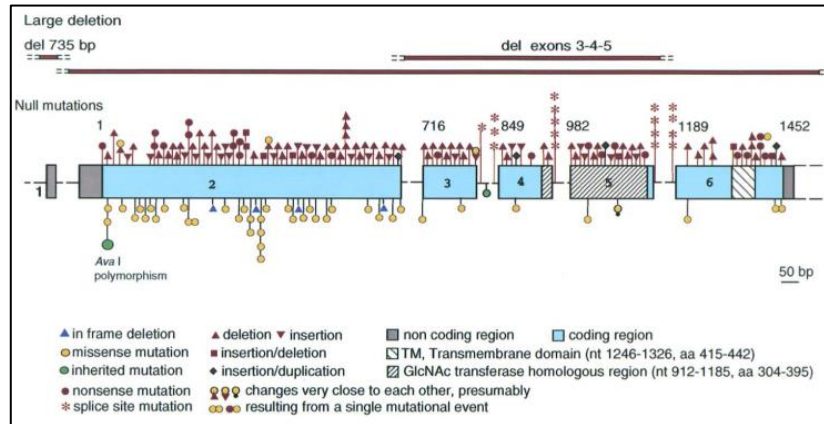 Large deletion
del 735 bp
del exons 3-4-5
Null mutations
1 716 849 982 1189 1452
1 2 3 4 5 6
Ava I
polymorphism
50 bp
in frame deletion deletion insertion non coding region coding region
missense mutation insertion/deletion TM, Transmembrane domain (nt 1246-1326, aa 415-442)
inherited mutation insertion/duplication GlcNAc transferase homologous region (nt 912-1185, aa 304-395)
nonsense mutation changes very close to each other, presumably
splice site mutation resulting from a single mutational event